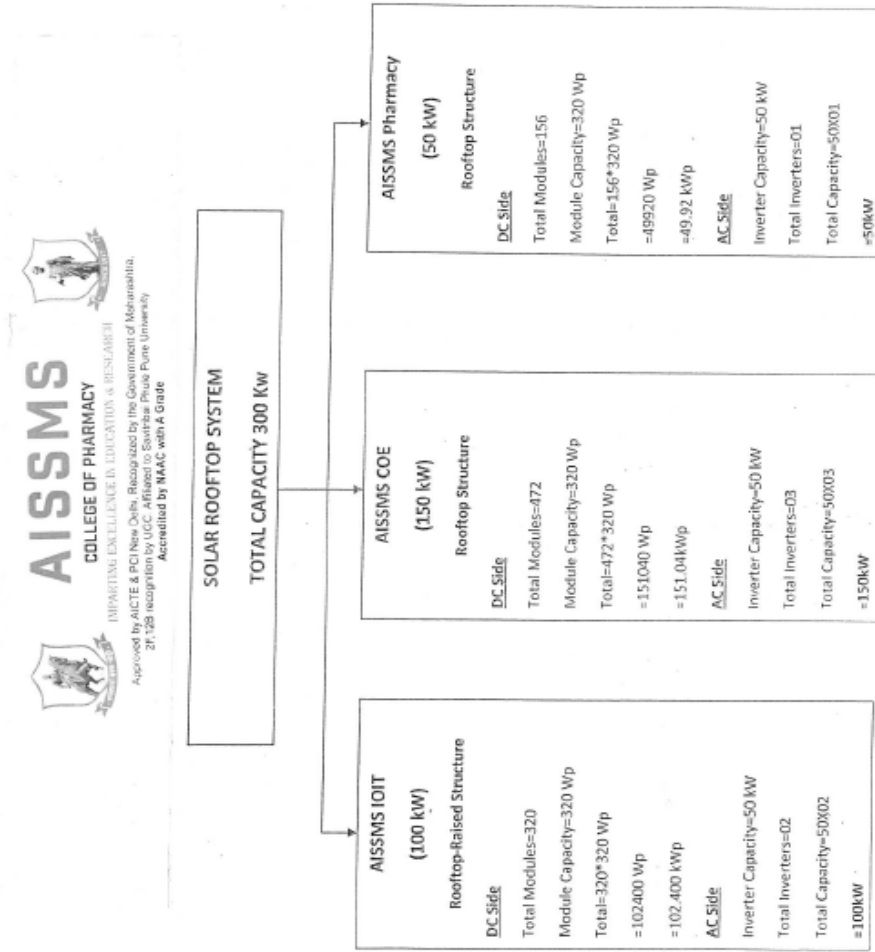 AISSMS
COLLEGE OF PHARMACY
IMPARTING EXCELLENCE IN EDUCATION & RESEARCH
Approved by AICTE & PCI New Delhi, Recognized by the Government of Maharashtra,
2f,12B recognition by UGC. Affiliated to Savitribai Phule Pune University
Accredited by NAAC with A Grade
SOLAR ROOFTOP SYSTEM
TOTAL CAPACITY 300 Kw
AISSMS IOIT
(100 kW)
Rooftop-Raised Structure
DC Side
Total Modules=320
Module Capacity=320 Wp
Total=320*320 Wp
=102400 Wp
=102.400 kWp
AC Side
Inverter Capacity=50 kW
Total Inverters=02
Total Capacity=50X02
=100kW
AISSMS COE
(150 kW)
Rooftop Structure
DC Side
Total Modules=472
Module Capacity=320 Wp
Total=472*320 Wp
=151040 Wp
=151.04kWp
AC Side
Inverter Capacity=50 kW
Total Inverters=03
Total Capacity=50X03
=150kW
AISSMS Pharmacy
(50 kW)
Rooftop Structure
DC Side
Total Modules=156
Module Capacity=320 Wp
Total=156*320 Wp
=49920 Wp
=49.92 kWp
AC Side
Inverter Capacity=50 kW
Total Inverters=01
Total Capacity=50X01
=50kW